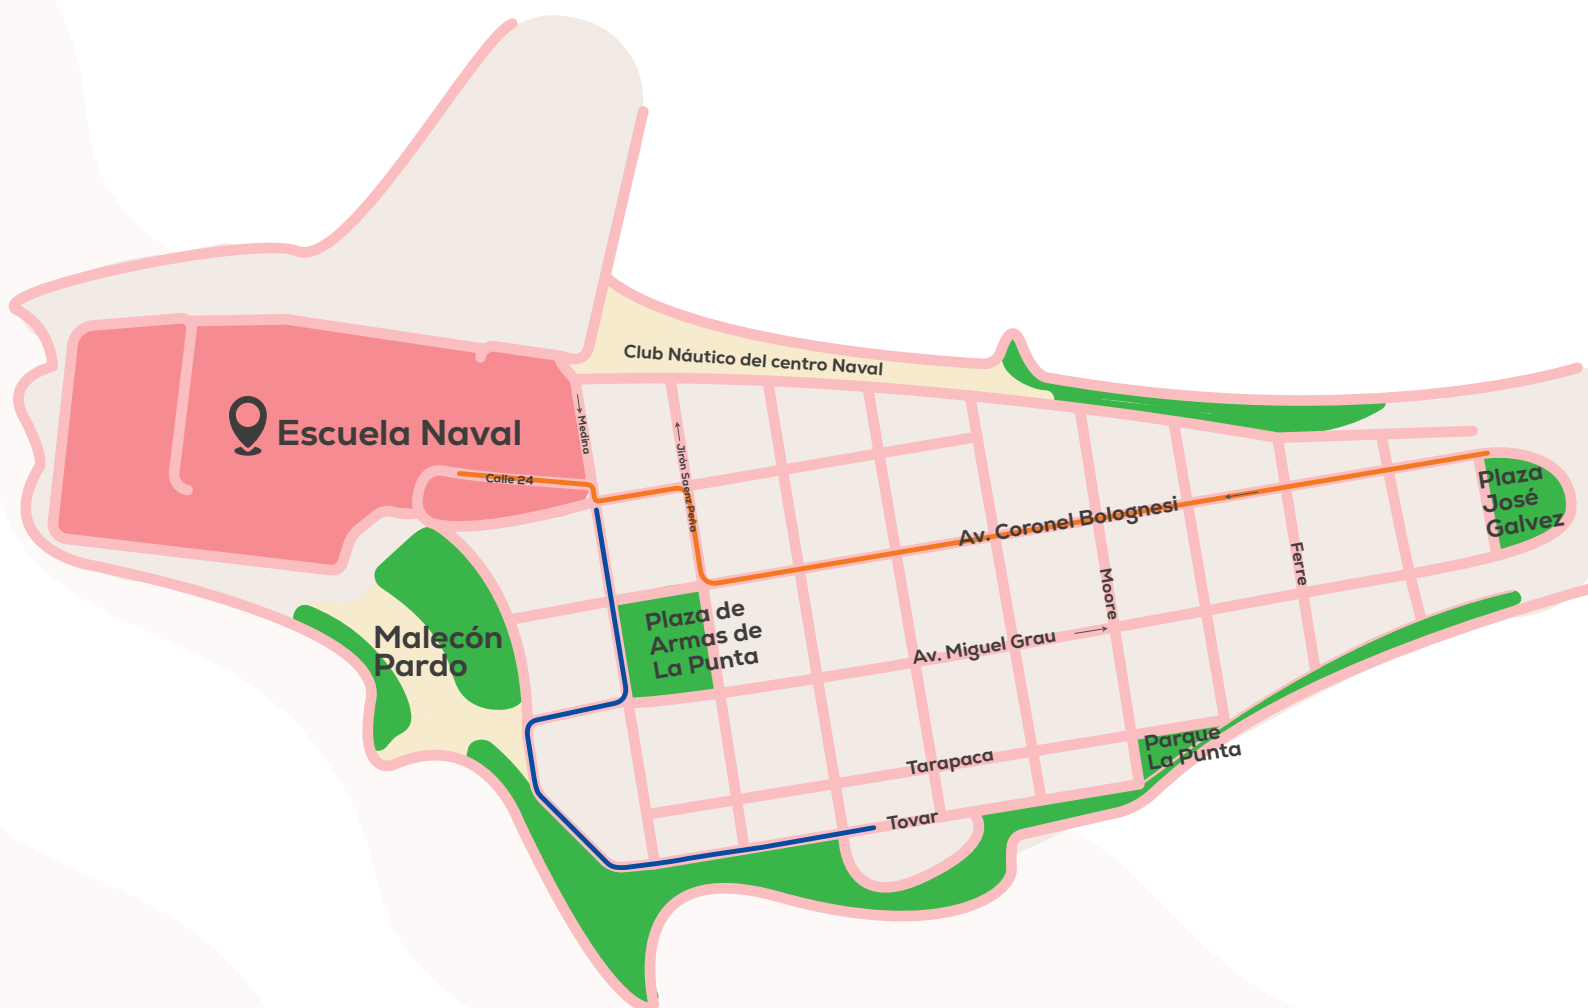 Club Náutico del centro Naval
Medina
Jirón Saenz Peña
Escuela Naval
Calle 24
Plaza
José
Galvez
Av. Coronel Bolognesi
Ferre
Moore
Plaza de
Armas de
La Punta
Malecón
Pardo
Av. Miguel Grau
Parque
La Punta
Tarapaca
Tovar